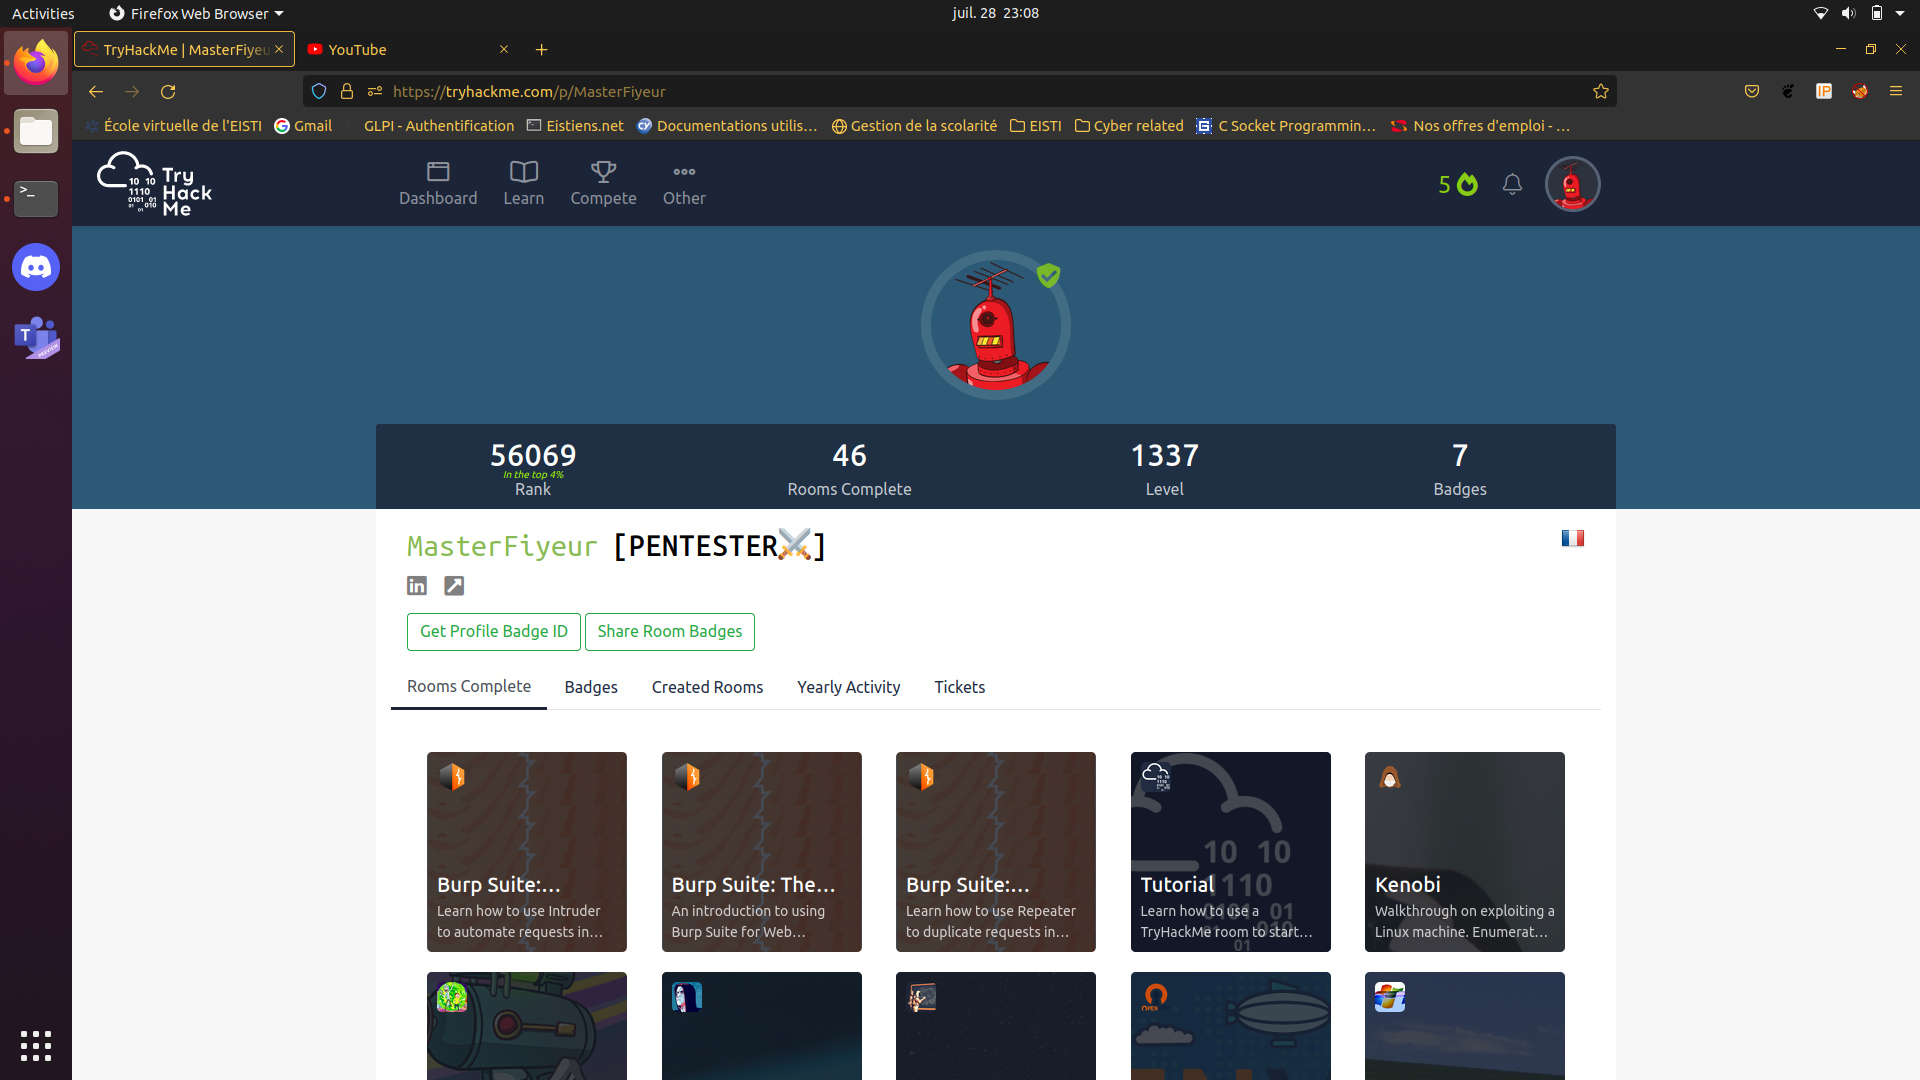 Activities
Firefox Web Browser
juil. 28 23:08
TryHackMe | MasterFiyeu
YouTube
https://tryhackme.com/p/MasterFiyeur
IP
École virtuelle de l'EISTI
Gmail
GLPI - Authentification
Eistiens.net
Documentations utilis…
Gestion de la scolarité
EISTI
Cyber related
C Socket Programmin…
Nos offres d'emploi - …
Try
Hack
Me
Dashboard
Learn
Compete
Other
5
56069
In the top 4%
Rank
46
Rooms Complete
1337
Level
7
Badges
MasterFiyeur [PENTESTER⚔️]
Get Profile Badge ID
Share Room Badges
Rooms Complete
Badges
Created Rooms
Yearly Activity
Tickets
Burp Suite:...
Learn how to use Intruder
to automate requests in...
Burp Suite: The...
An introduction to using
Burp Suite for Web...
Burp Suite:...
Learn how to use Repeater
to duplicate requests in...
Tutorial
Learn how to use a
TryHackMe room to start...
Kenobi
Walkthrough on exploiting a
Linux machine. Enumerat...